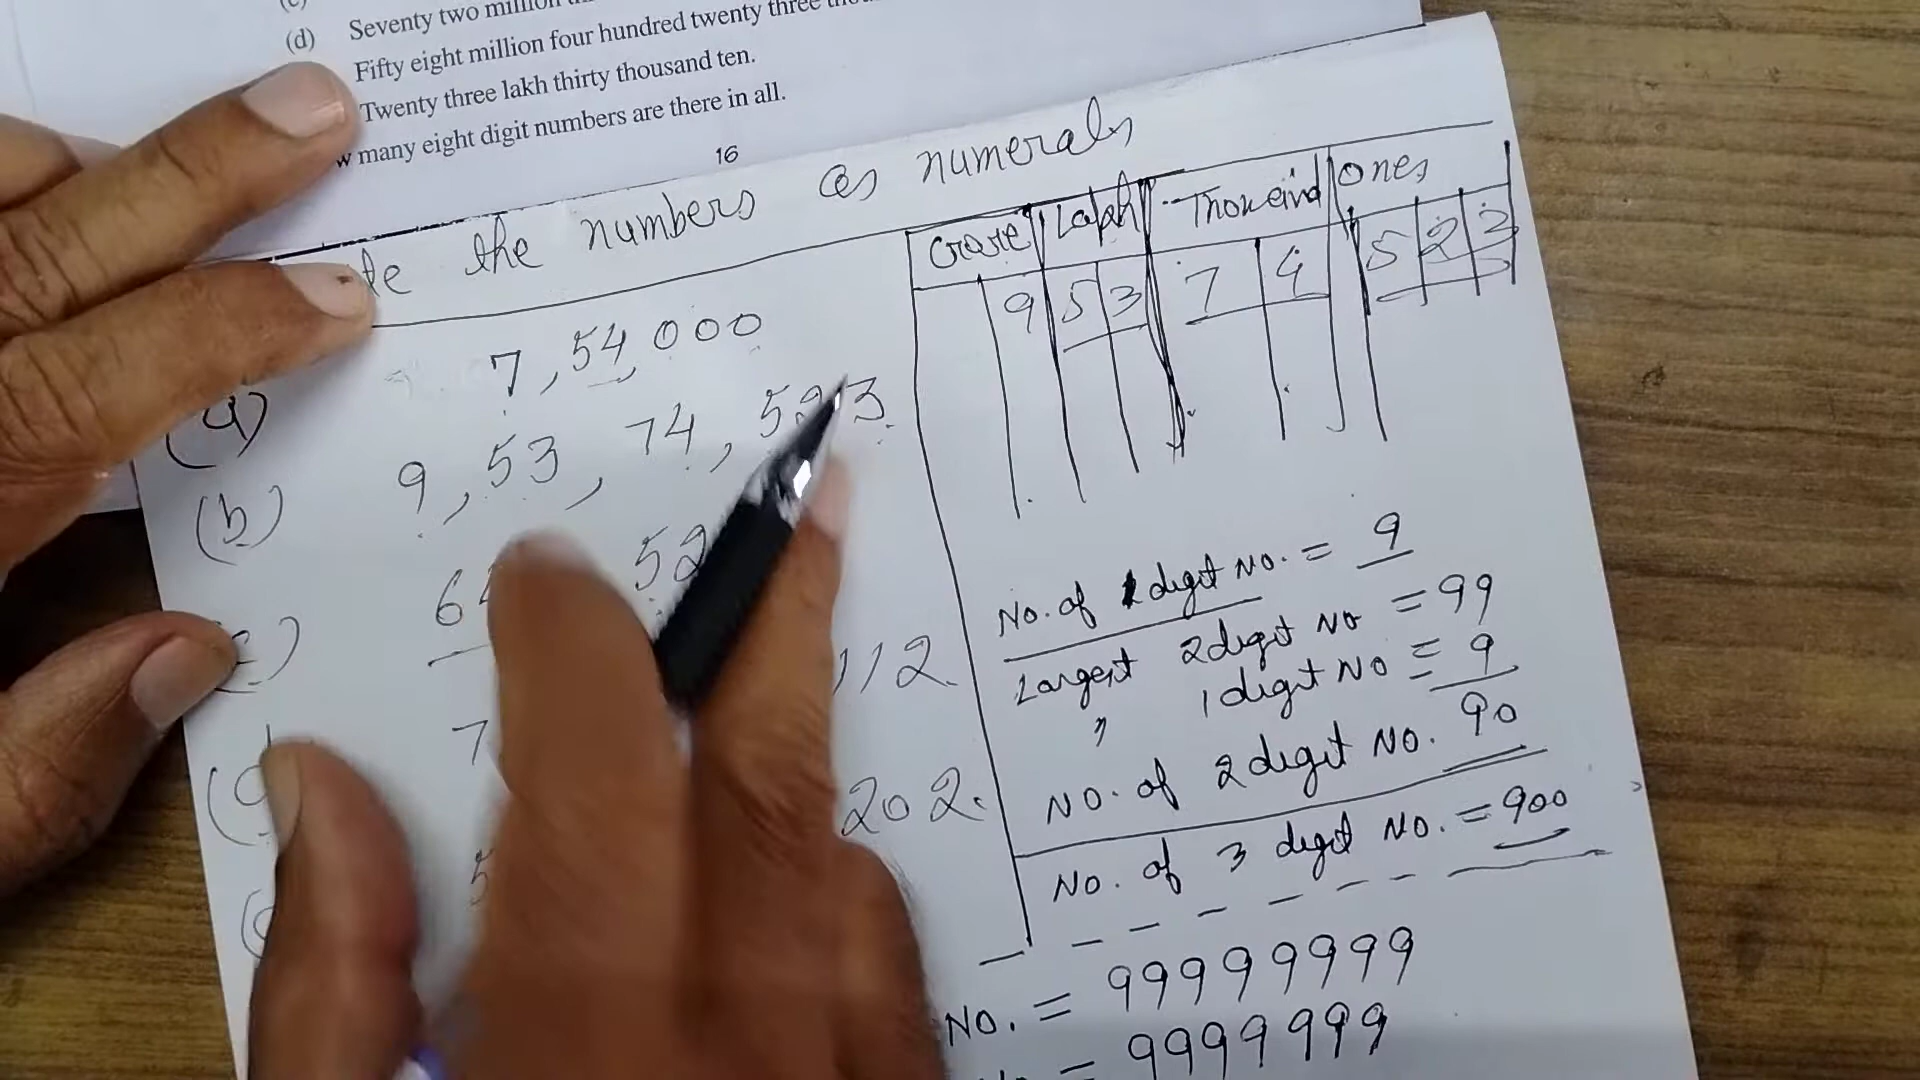 (c) Seventy two million
(d) Fifty eight million four hundred twenty three
Twenty three lakh thirty thousand ten.
many eight digit numbers are there in all.
16
the numbers as numerals
(a) 7,54,000
(b) 9,53,74,523
52
112
7
202
5
Lakh Ones
9 5 3 7 4 5 2 3
No. of 1 digit No. = 9
Largest 2 digit No = 99
" 1 digit No = 9
No. of 2 digit No. 90
No. of 3 digit No. = 900
No. = 99999999
= 9999999